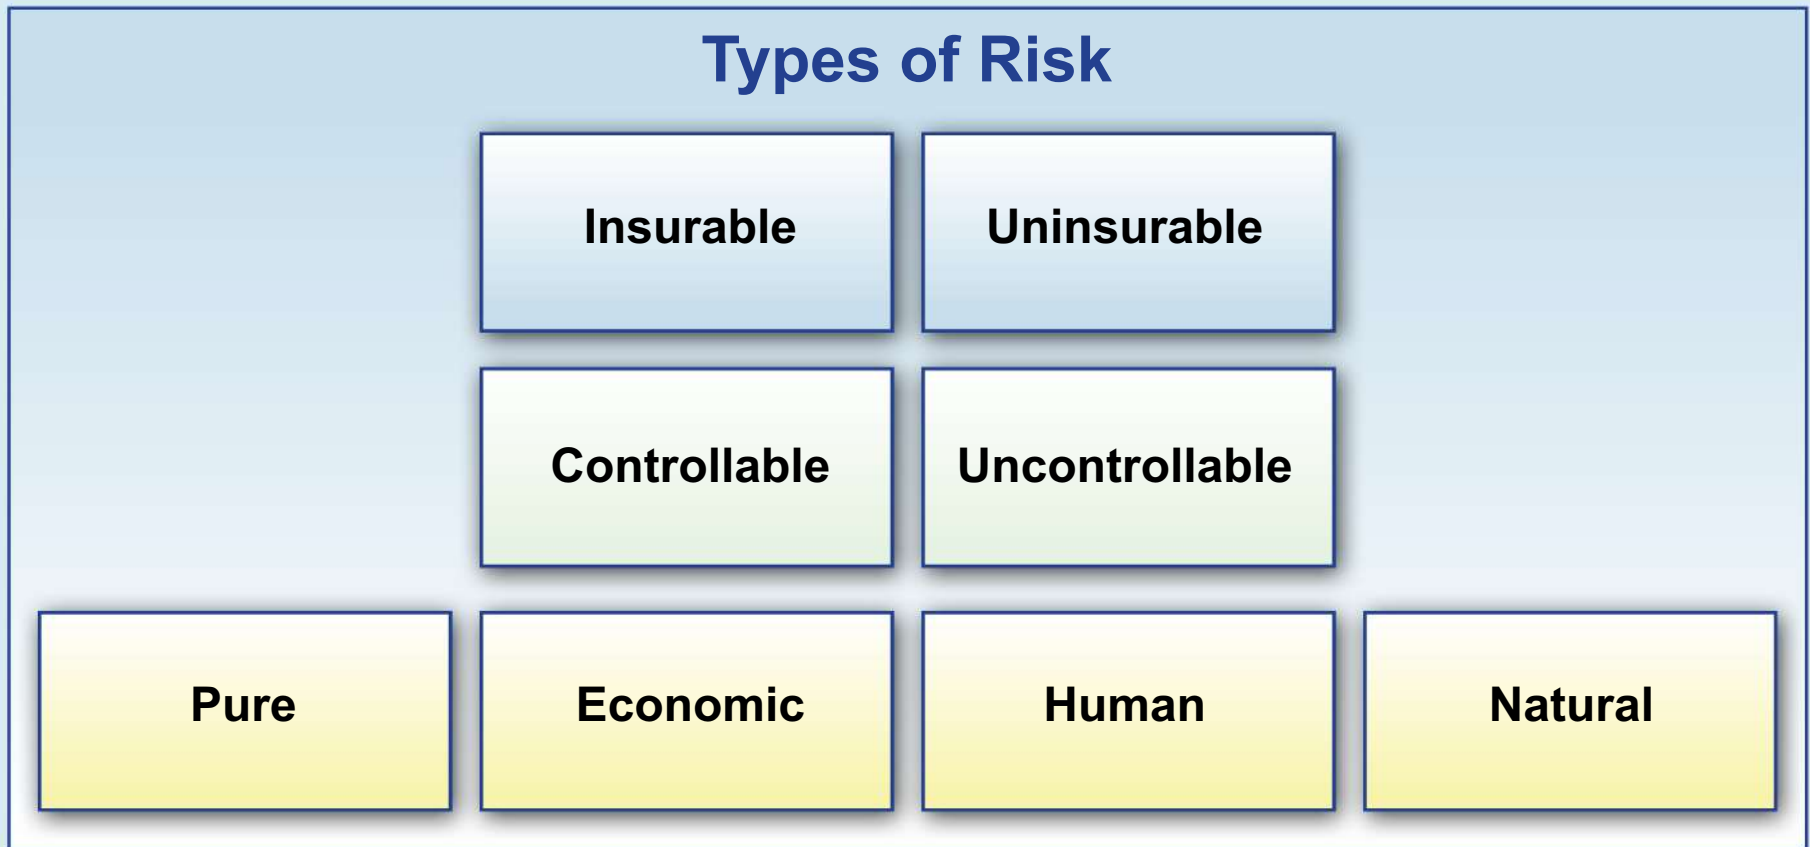 Types of Risk
Insurable
Uninsurable
Controllable
Uncontrollable
Pure
Economic
Human
Natural